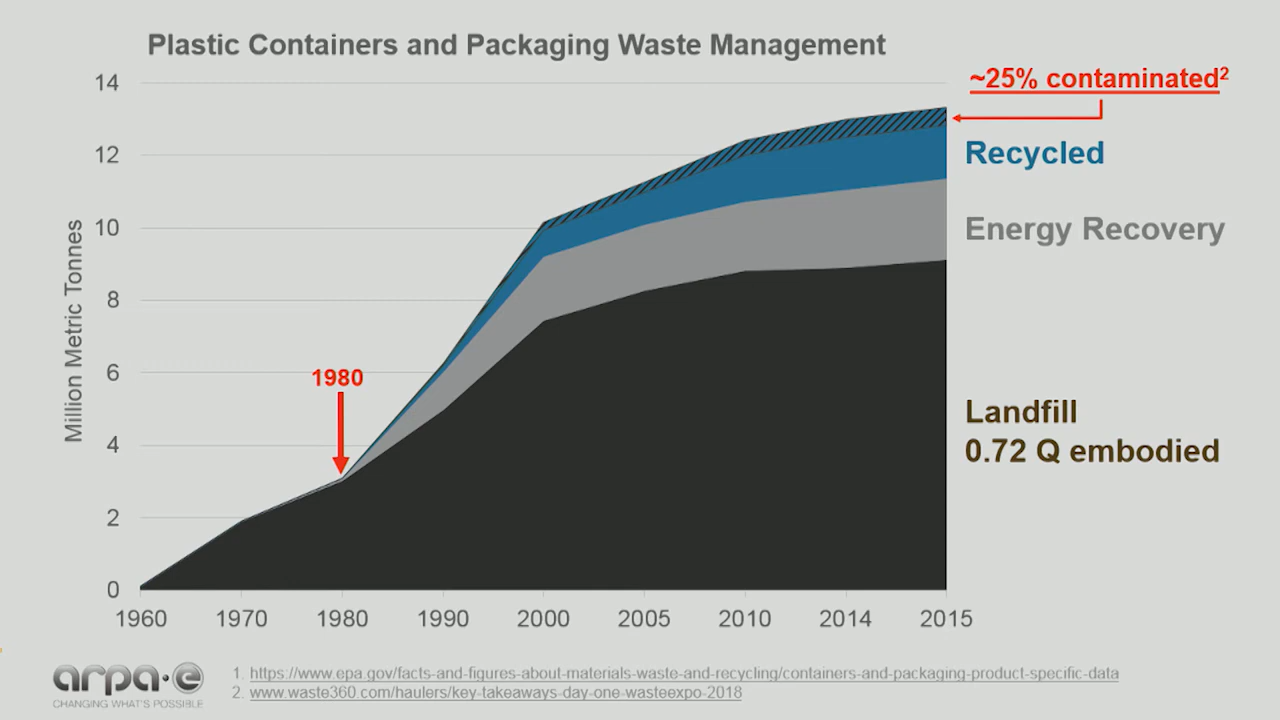 Plastic Containers and Packaging Waste Management
~25% contaminated²
14
12
10
8
6
4
2
0
Million Metric Tonnes
1980
Recycled
Energy Recovery
Landfill
0.72 Q embodied
1960 1970 1980 1990 2000 2005 2010 2014 2015
arpa·e
CHANGING WHAT'S POSSIBLE
1. https://www.epa.gov/facts-and-figures-about-materials-waste-and-recycling/containers-and-packaging-product-specific-data
2. www.waste360.com/haulers/key-takeaways-day-one-wasteexpo-2018